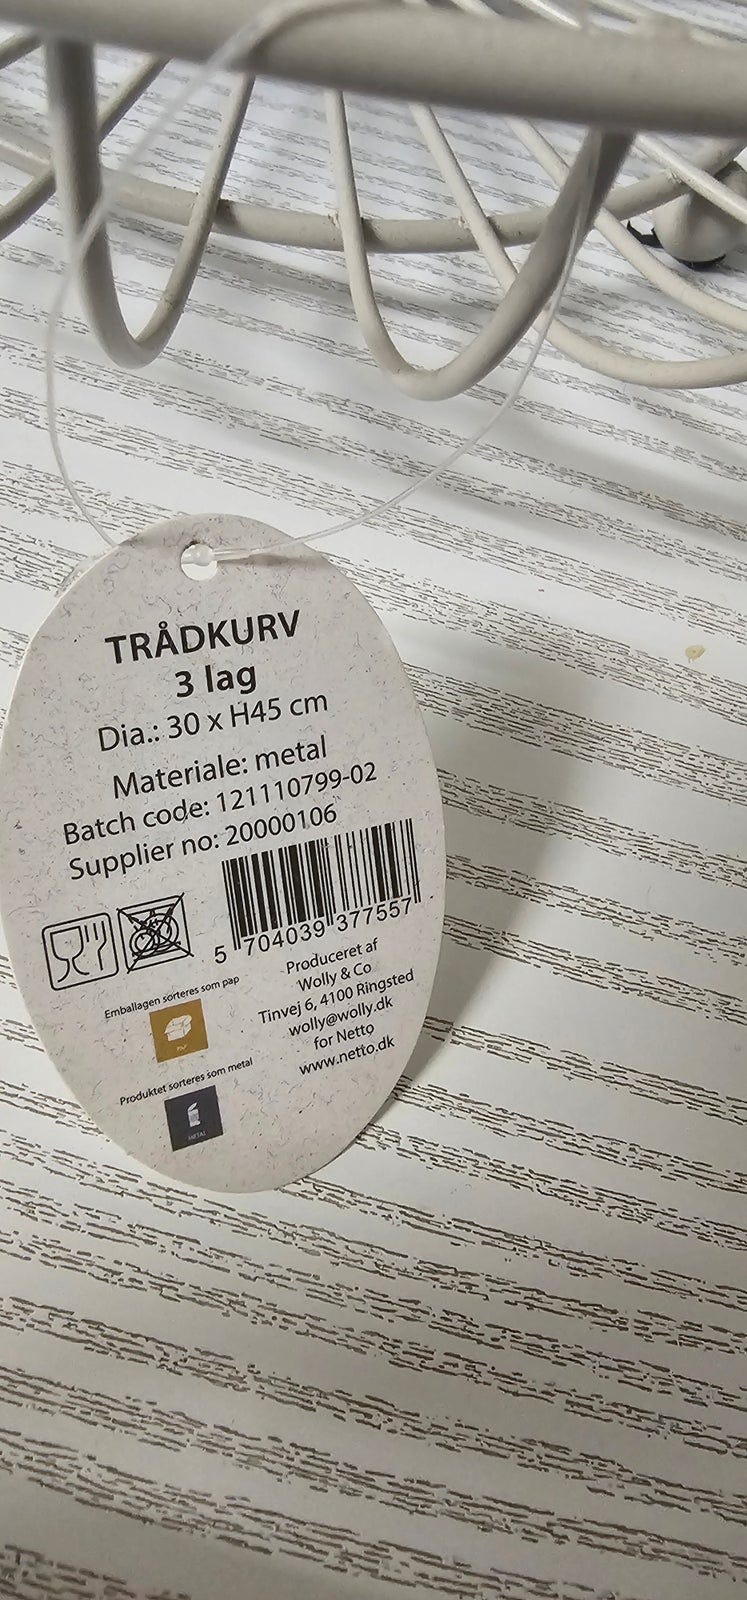 TRÅDKURV
3 lag
Dia.: 30 x H45 cm
Materiale: metal
Batch code: 121110799-02
Supplier no: 20000106
5 704039 377557
Emballagen sorteres som pap
PAP
Produktet sorteres som metal
METAL
Produceret af
Wolly & Co
Tinvej 6, 4100 Ringsted
wolly@wolly.dk
for Netto
www.netto.dk